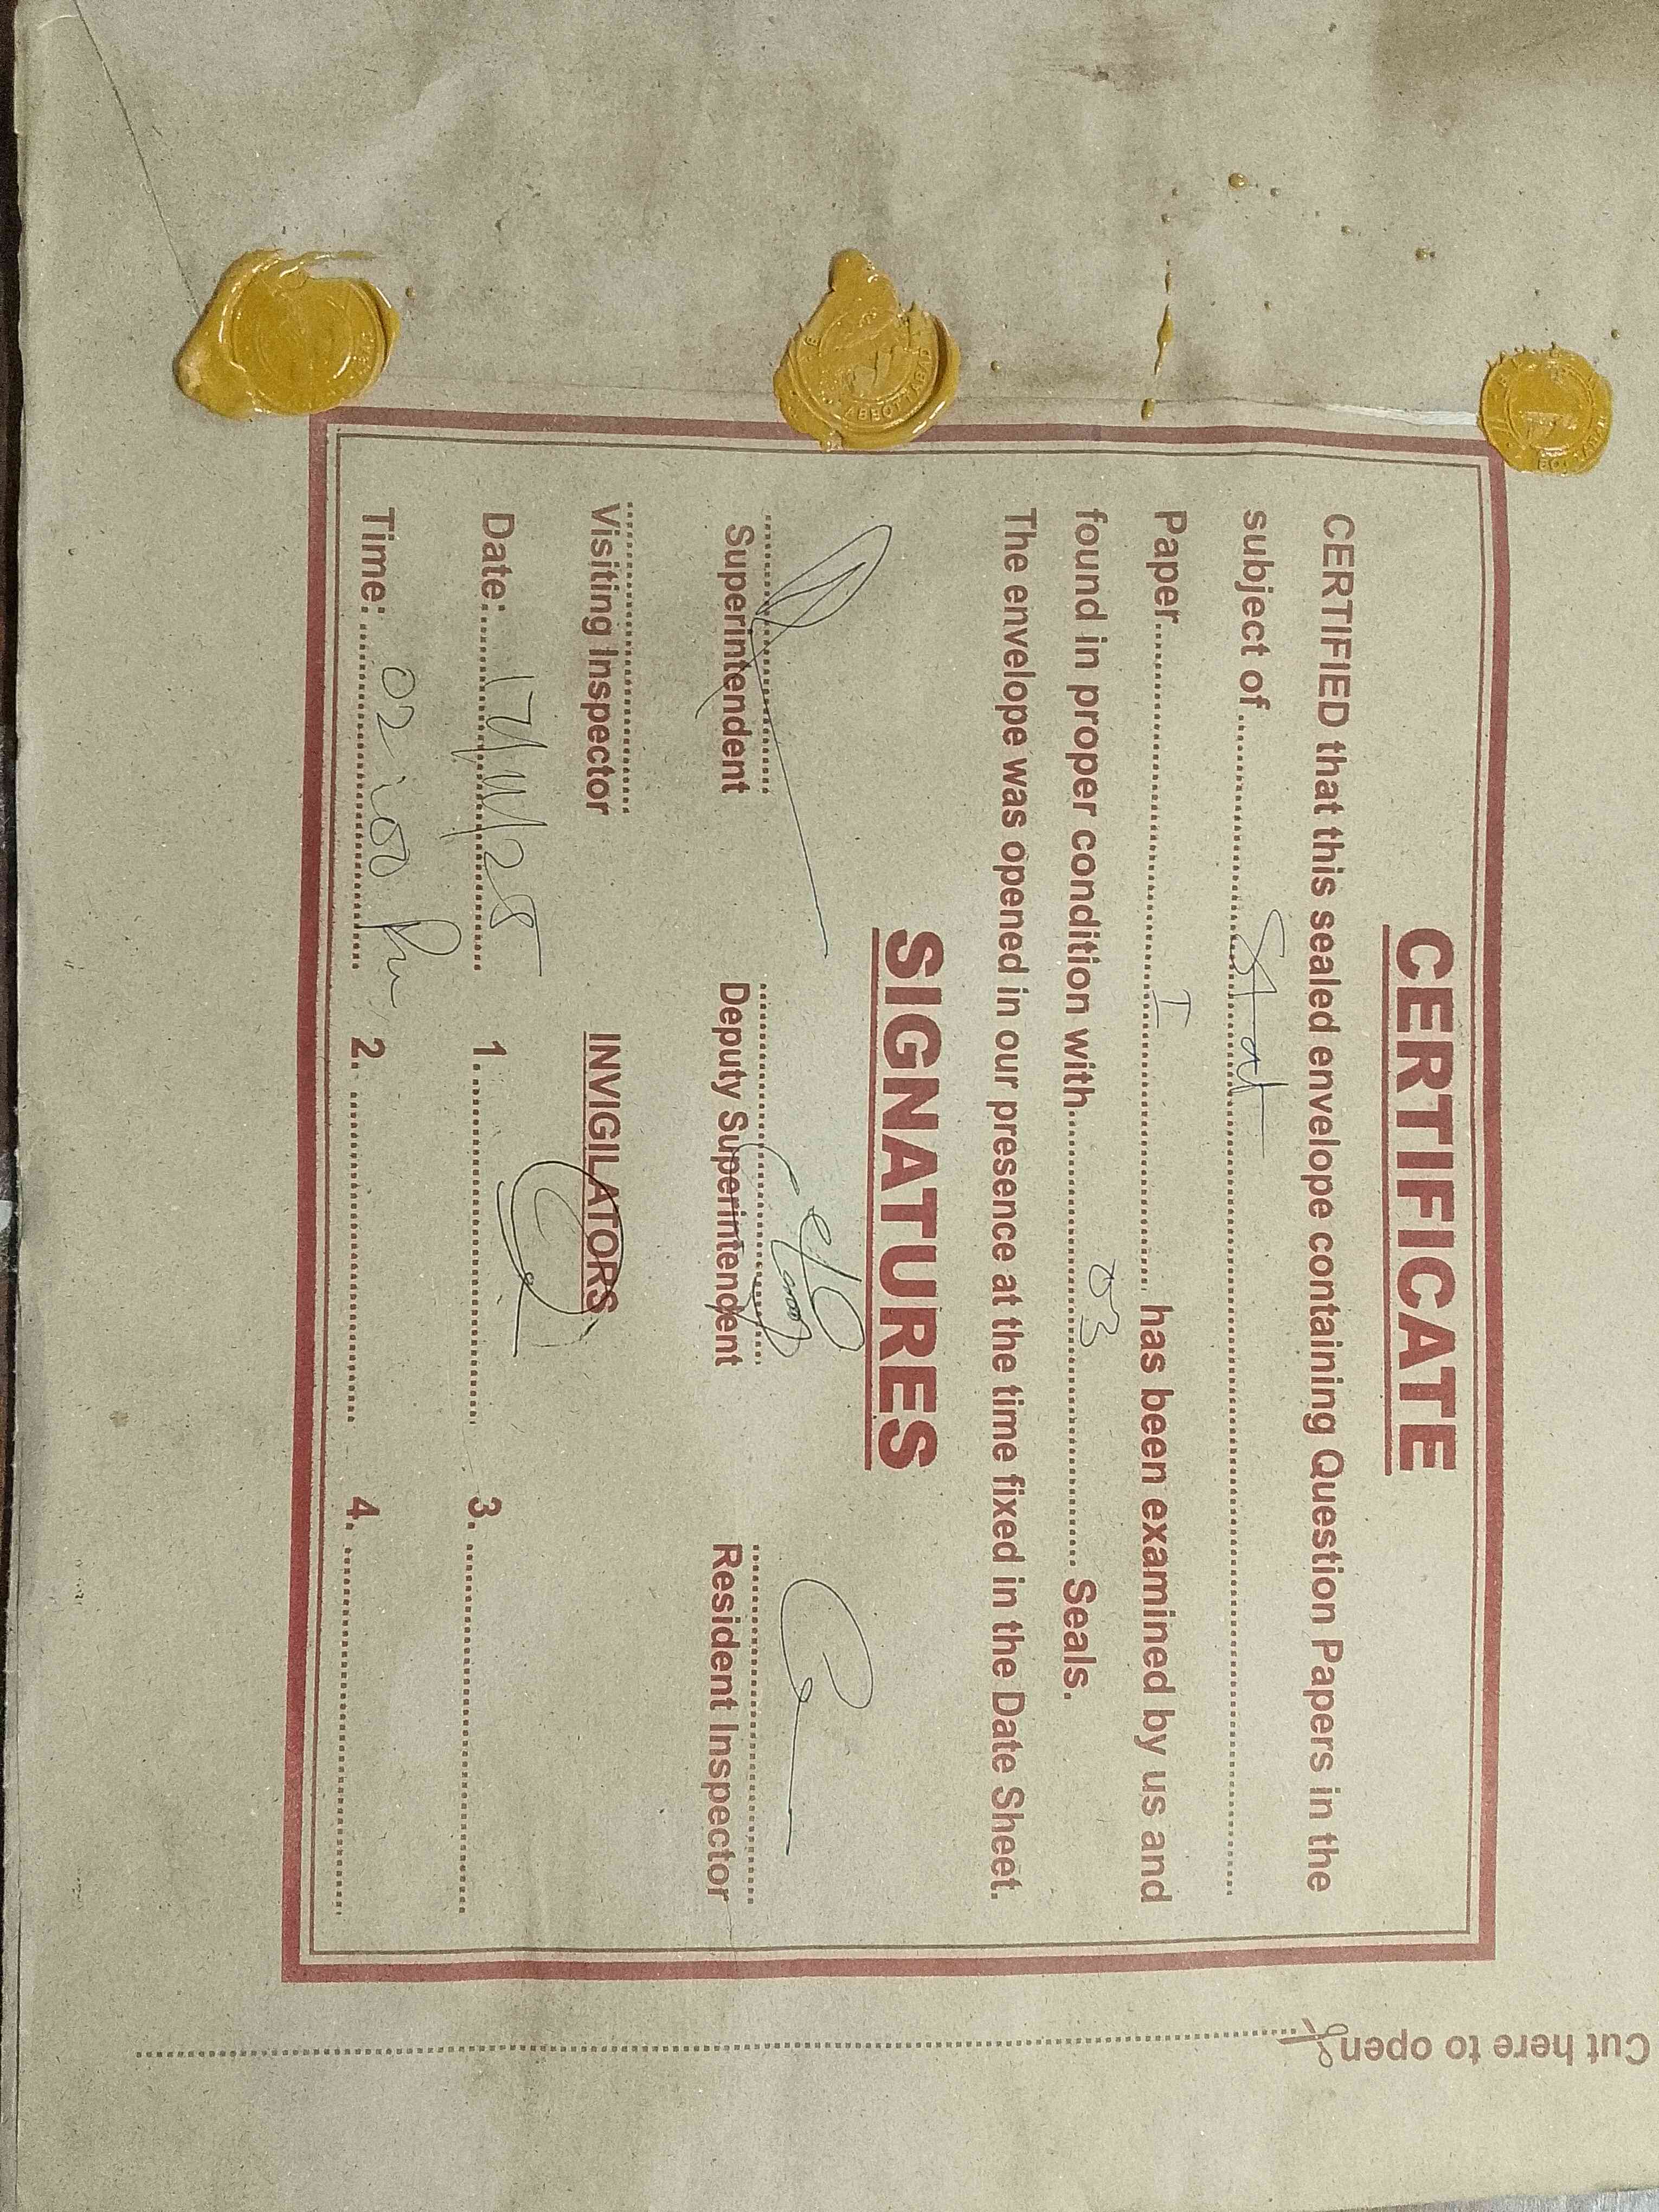 CERTIFICATE
CERTIFIED that this sealed envelope containing Question Papers in the
subject of.......... Stat ..........
Paper.......... I .......... has been examined by us and
found in proper condition with.......... 03 .......... Seals.
The envelope was opened in our presence at the time fixed in the Date Sheet.
SIGNATURES
Superintendent Deputy Superintendent Resident Inspector
Visiting Inspector INVIGILATORS
Date:..... 17/11/25 ..... 1. .......... 3. ..........
Time:..... 02:00 Pm ..... 2. .......... 4. ..........
Cut here to open
ABBOTTABAD